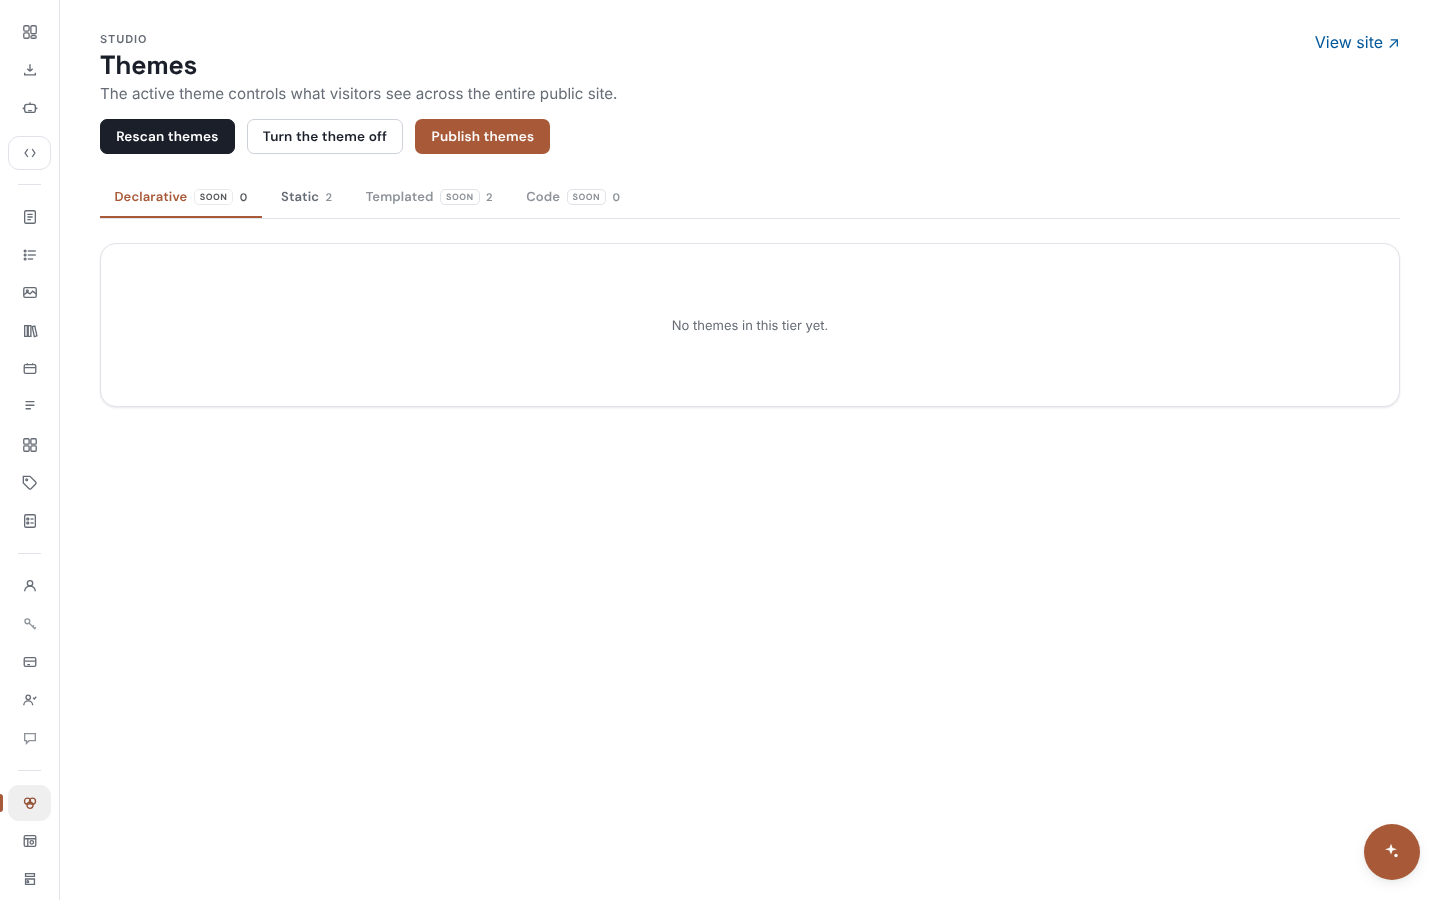 STUDIO
View site ↗
Themes
The active theme controls what visitors see across the entire public site.
Rescan themes Turn the theme off Publish themes
Declarative SOON 0 Static 2 Templated SOON 2 Code SOON 0
No themes in this tier yet.